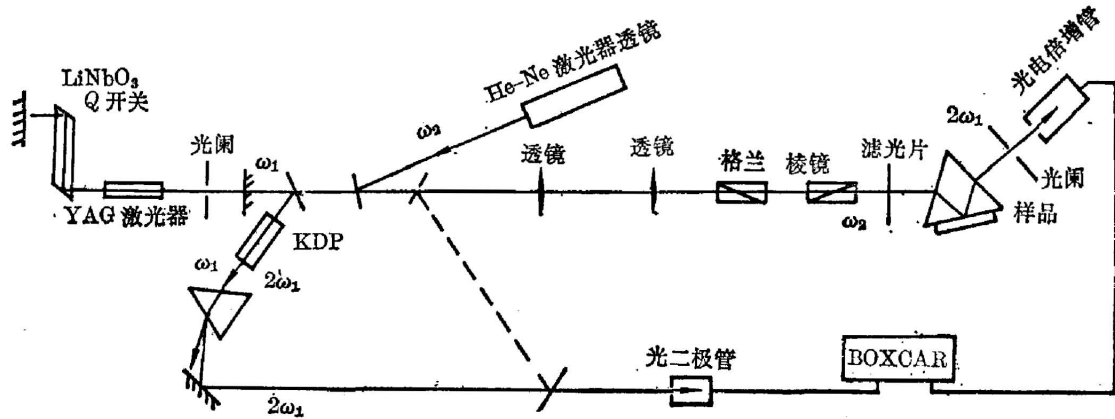 LiNbO₃
Q 开关
光阑
ω₁
YAG 激光器
He-Ne 激光器透镜
ω₂
透镜
透镜
格兰
棱镜
ω₂
滤光片
2ω₁
光电倍增管
光阑
样品
KDP
ω₁
2ω₁
2ω₁
光二极管
BOXCAR